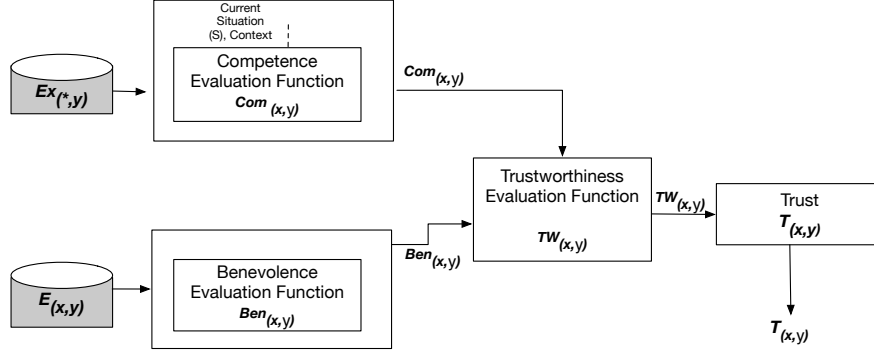 Current
Situation
(S), Context
Competence
Evaluation Function
Com (x,y)
Ex(*,y)
Com(x,y)
Trustworthiness
Evaluation Function
TW(x,y)
TW(x,y)
Trust
T(x,y)
Ben(x,y)
Benevolence
Evaluation Function
Ben(x,y)
E(x,y)
T(x,y)